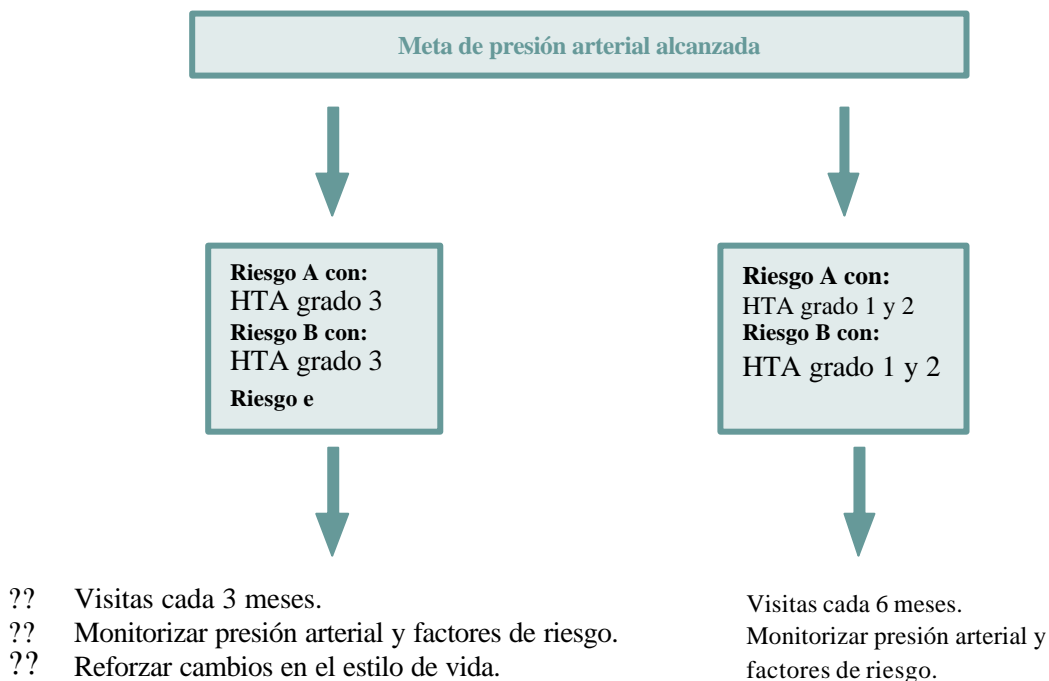 Meta de presión arterial alcanzada
Riesgo A con:
HTA grado 3
Riesgo B con:
HTA grado 3
Riesgo e
Riesgo A con:
HTA grado 1 y 2
Riesgo B con:
HTA grado 1 y 2
?? Visitas cada 3 meses.
?? Monitorizar presión arterial y factores de riesgo.
?? Reforzar cambios en el estilo de vida.
Visitas cada 6 meses.
Monitorizar presión arterial y
factores de riesgo.